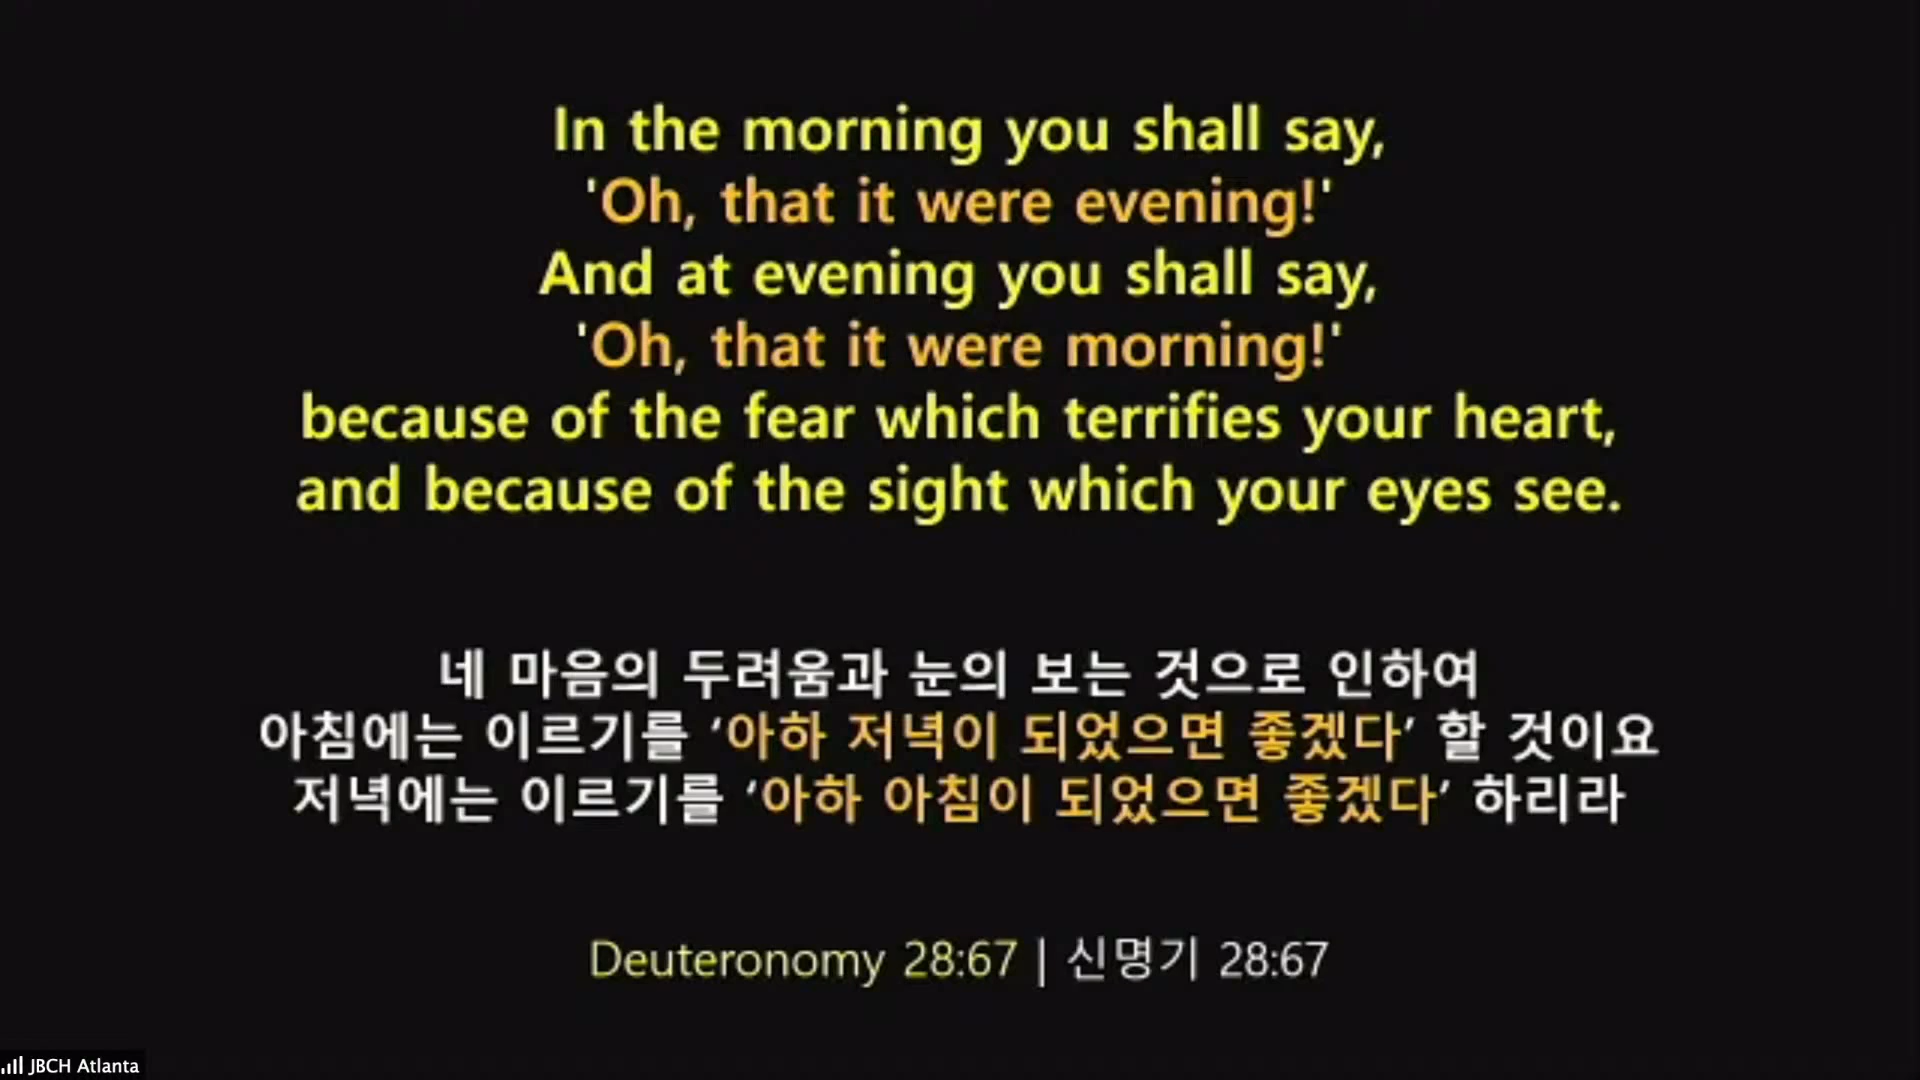 In the morning you shall say,
'Oh, that it were evening!'
And at evening you shall say,
'Oh, that it were morning!'
because of the fear which terrifies your heart,
and because of the sight which your eyes see.
네 마음의 두려움과 눈의 보는 것으로 인하여
아침에는 이르기를 ‘아하 저녁이 되었으면 좋겠다’ 할 것이요
저녁에는 이르기를 ‘아하 아침이 되었으면 좋겠다’ 하리라
Deuteronomy 28:67 | 신명기 28:67
JBCH Atlanta